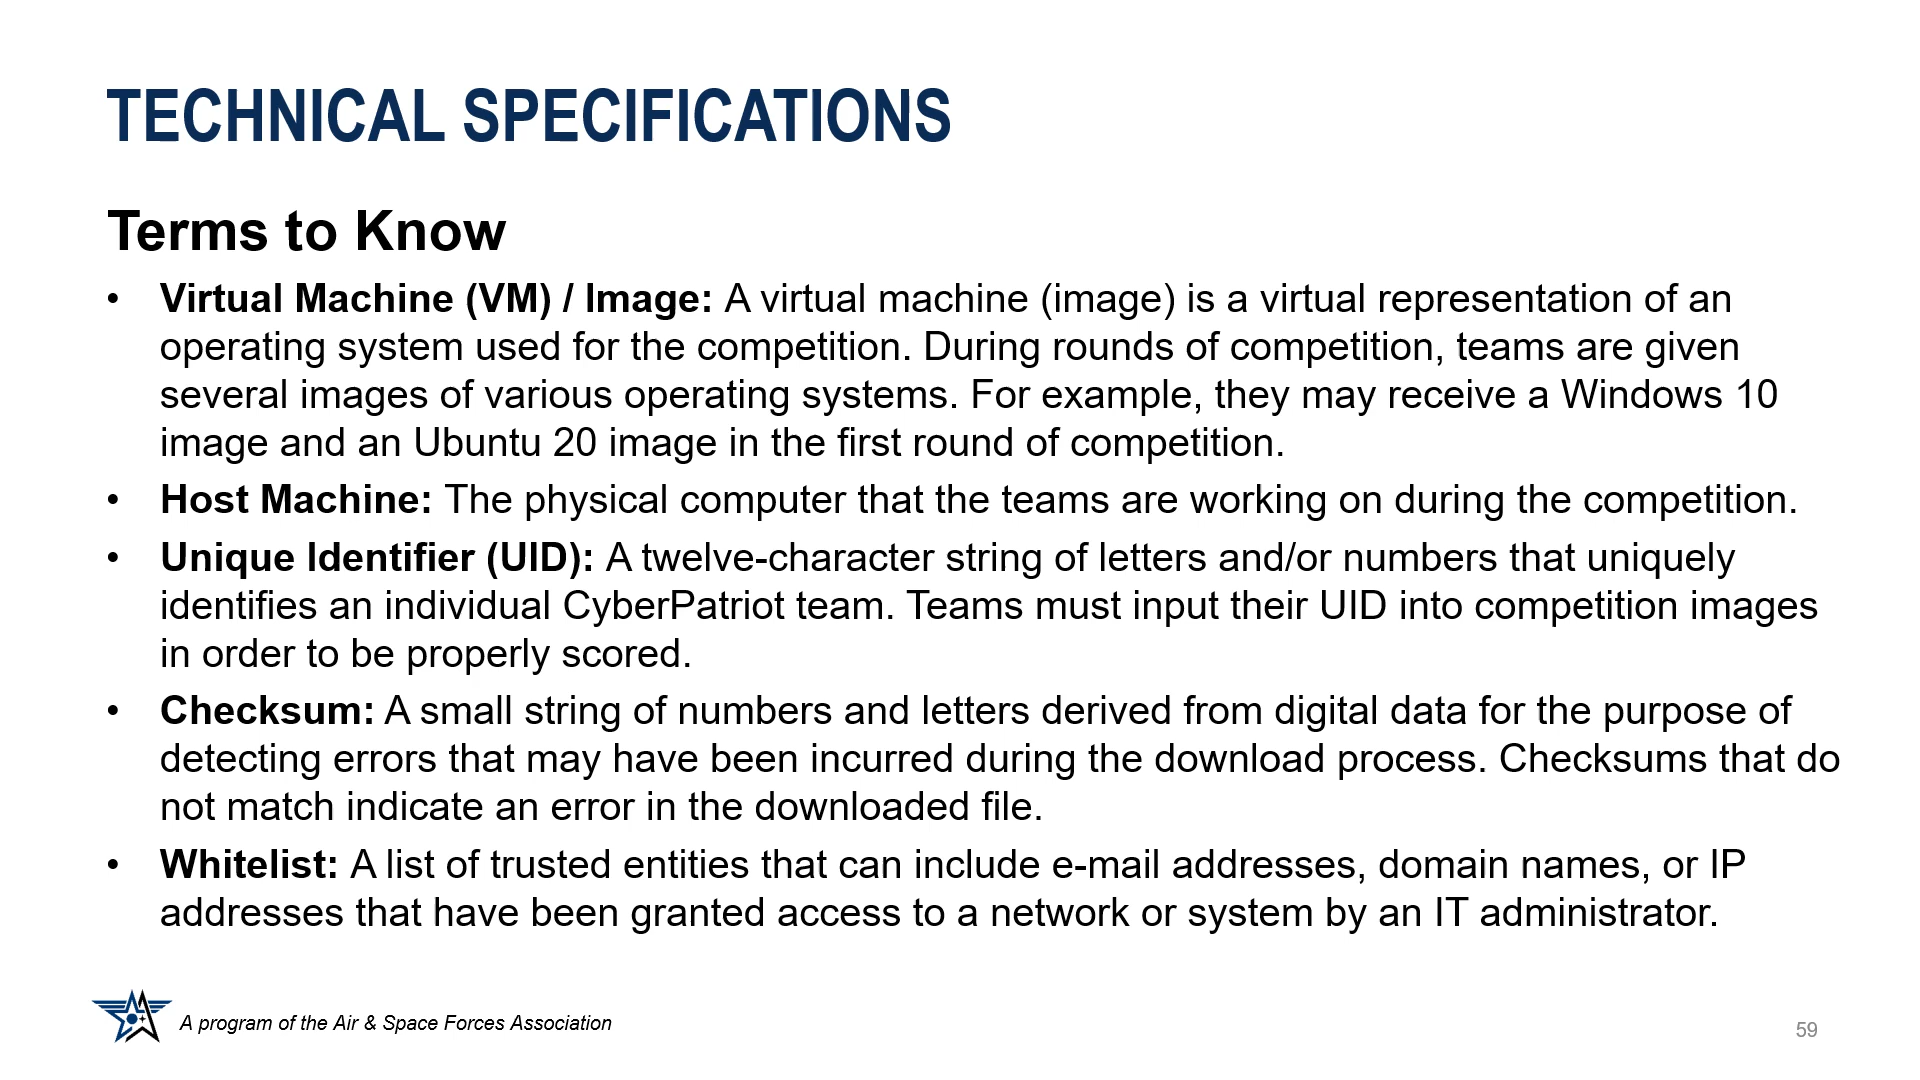 TECHNICAL SPECIFICATIONS
Terms to Know
• Virtual Machine (VM) / Image: A virtual machine (image) is a virtual representation of an
operating system used for the competition. During rounds of competition, teams are given
several images of various operating systems. For example, they may receive a Windows 10
image and an Ubuntu 20 image in the first round of competition.
• Host Machine: The physical computer that the teams are working on during the competition.
• Unique Identifier (UID): A twelve-character string of letters and/or numbers that uniquely
identifies an individual CyberPatriot team. Teams must input their UID into competition images
in order to be properly scored.
• Checksum: A small string of numbers and letters derived from digital data for the purpose of
detecting errors that may have been incurred during the download process. Checksums that do
not match indicate an error in the downloaded file.
• Whitelist: A list of trusted entities that can include e-mail addresses, domain names, or IP
addresses that have been granted access to a network or system by an IT administrator.
A program of the Air & Space Forces Association
59